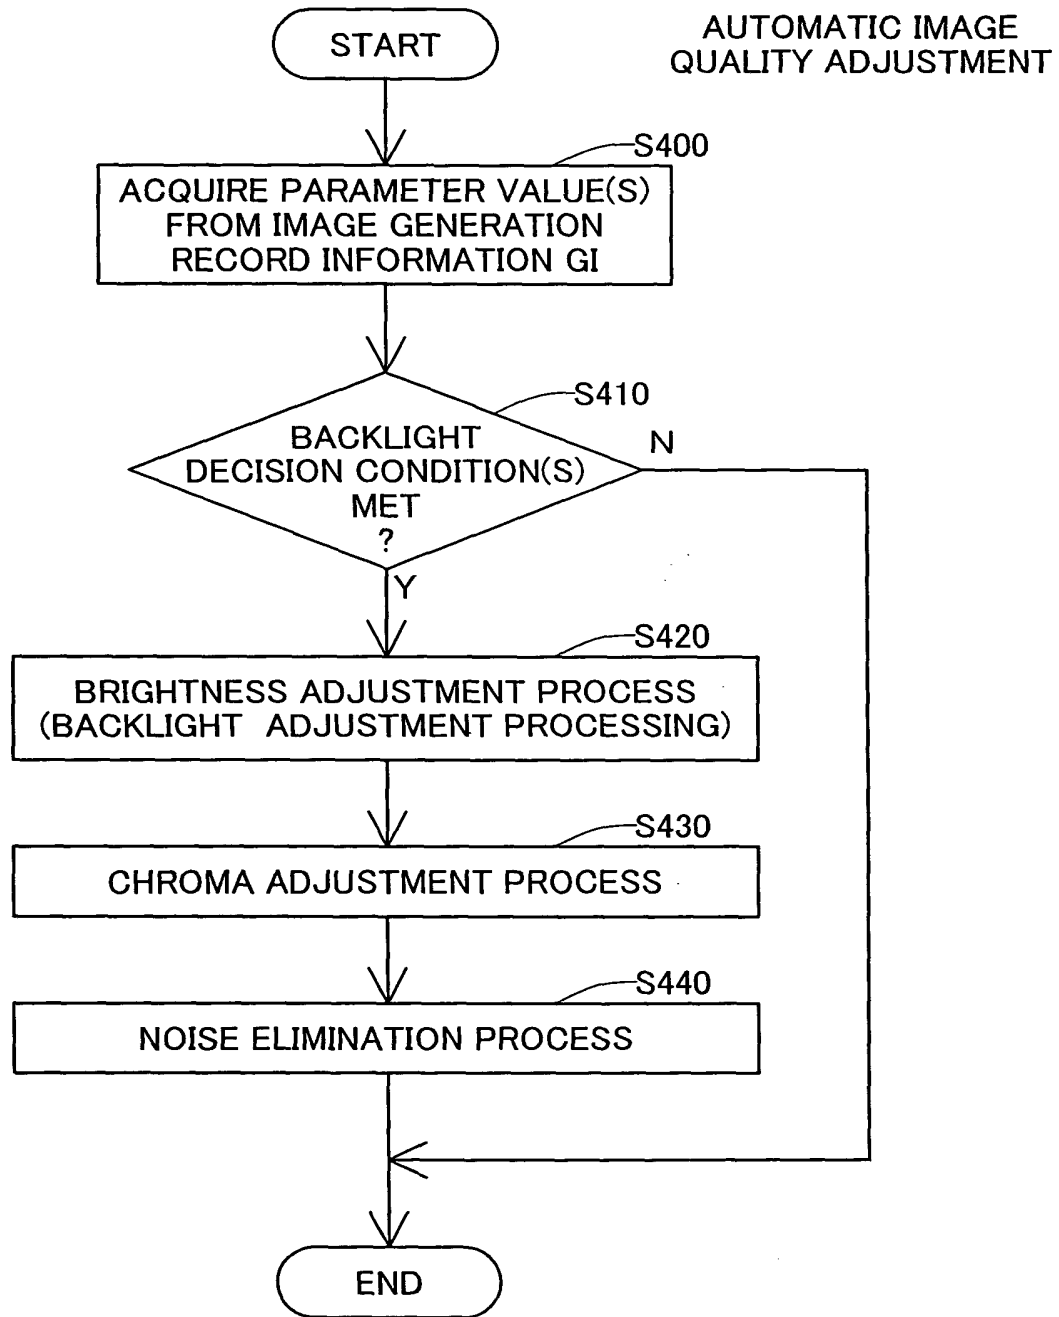 START
AUTOMATIC IMAGE
QUALITY ADJUSTMENT
S400
ACQUIRE PARAMETER VALUE(S)
FROM IMAGE GENERATION
RECORD INFORMATION GI
S410
BACKLIGHT
DECISION CONDITION(S)
MET
?
N
Y
S420
BRIGHTNESS ADJUSTMENT PROCESS
(BACKLIGHT ADJUSTMENT PROCESSING)
S430
CHROMA ADJUSTMENT PROCESS
S440
NOISE ELIMINATION PROCESS
END